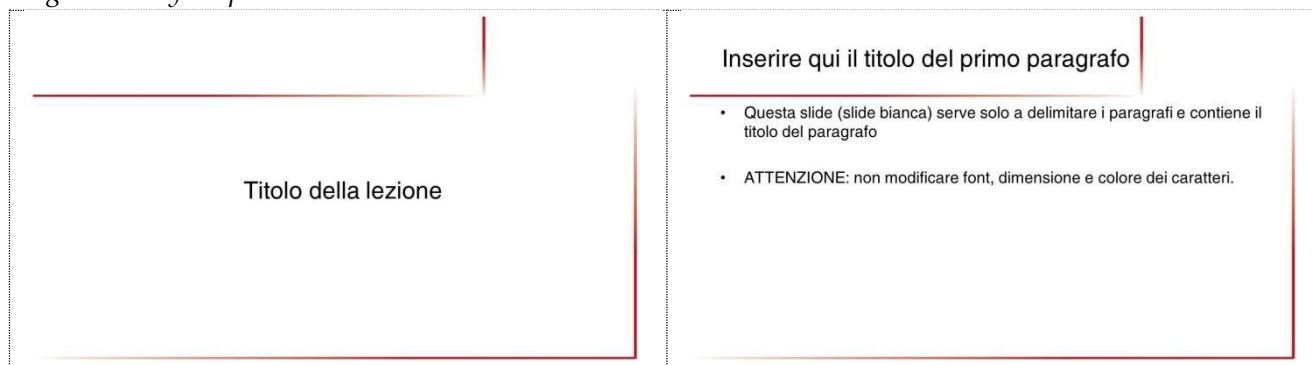 Titolo della lezione
Inserire qui il titolo del primo paragrafo
• Questa slide (slide bianca) serve solo a delimitare i paragrafi e contiene il
titolo del paragrafo
• ATTENZIONE: non modificare font, dimensione e colore dei caratteri.